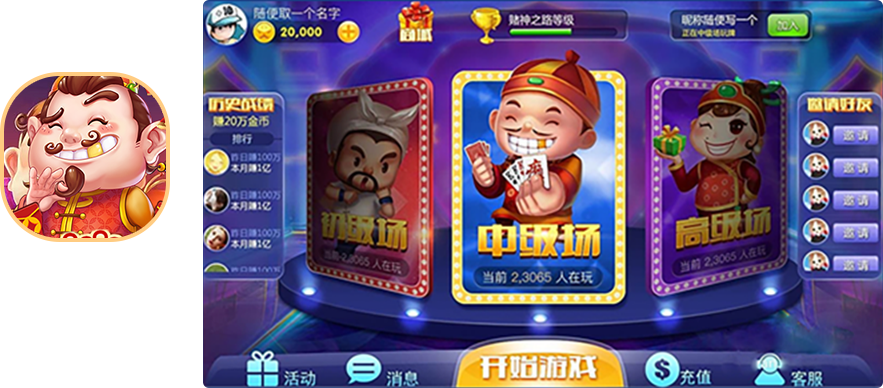 随便取一个名字
20,000
商城
赌神之路等级
昵称随便写一个
正在中级场玩牌
加入
历史战绩
赚20万金币
排行
昨日赚100万
本月赚1亿
昨日赚100万
本月赚1亿
昨日赚100万
本月赚1亿
昨日赚100万
初级场
当前 2,3065 人在玩
中级场
当前 2,3065 人在玩
高级场
当前 2,3065 人在玩
邀请好友
邀请
邀请
邀请
邀请
邀请
活动
消息
开始游戏
充值
客服